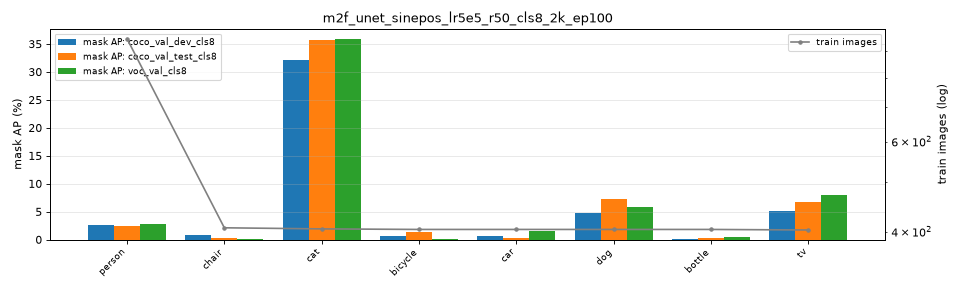 m2f_unet_sinepos_lr5e5_r50_cls8_2k_ep100
mask AP: coco_val_dev_cls8
mask AP: coco_val_test_cls8
mask AP: voc_val_cls8
train images
mask AP (%)
35
30
25
20
15
10
5
0
train images (log)
6 × 10²
4 × 10²
person
chair
cat
bicycle
car
dog
bottle
tv